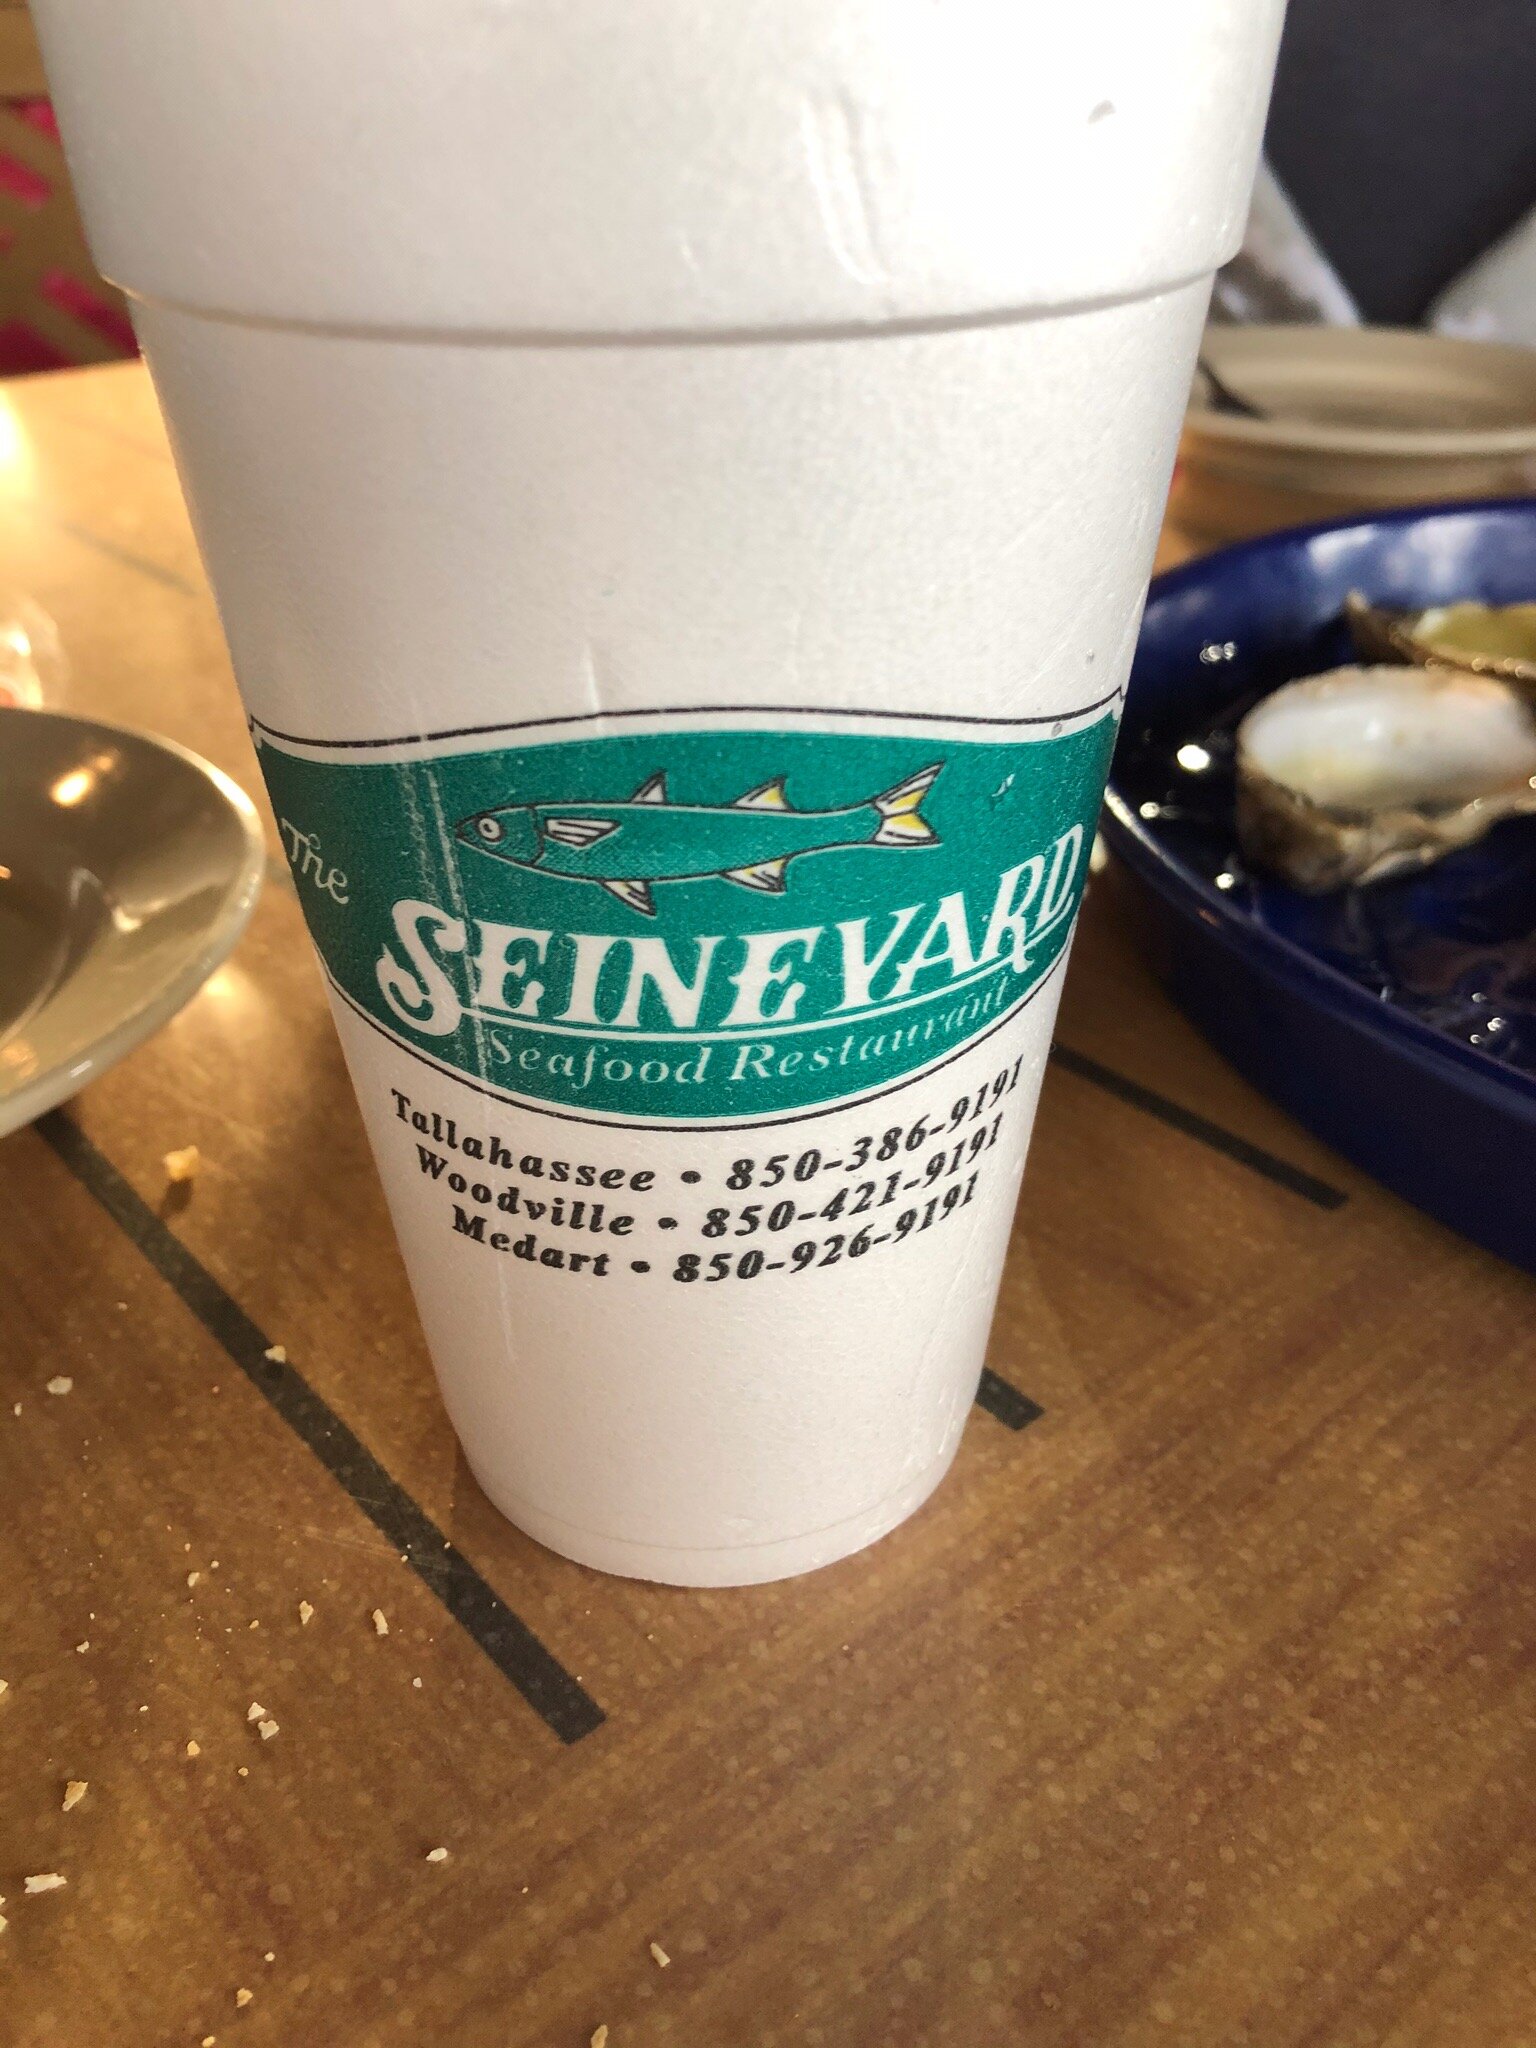 The
SEINEYARD
Seafood Restaurant
Tallahassee • 850-386-9191
Woodville • 850-421-9191
Medart • 850-926-9191